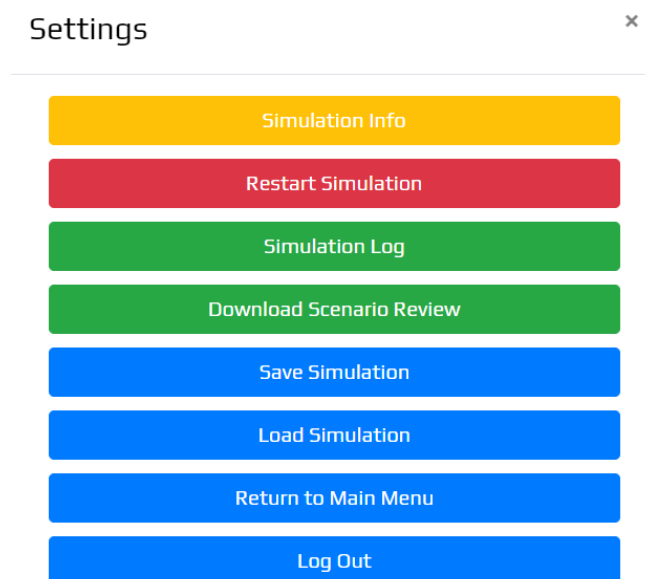 Settings
×
Simulation Info
Restart Simulation
Simulation Log
Download Scenario Review
Save Simulation
Load Simulation
Return to Main Menu
Log Out